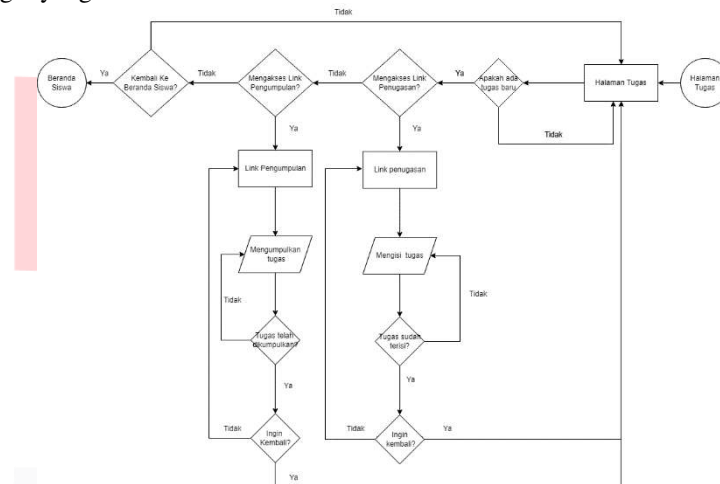 Tidak
Beranda
Siswa
Ya
Kembali Ke
Beranda Siswa?
Tidak
Mengakses Link
Pengumpulan?
Tidak
Mengakses Link
Penugasan?
Ya
Apakah ada
tugas baru
Halaman Tugas
Halaman
Tugas
Ya
Ya
Tidak
Link Pengumpulan
Link penugasan
Mengumpulkan
tugas
Mengisi tugas
Tidak
Tidak
Tugas telah
dikumpulkan?
Tugas sudah
terisi?
Ya
Ya
Tidak
Ingin
Kembali?
Tidak
Ingin
kembali?
Ya
Ya